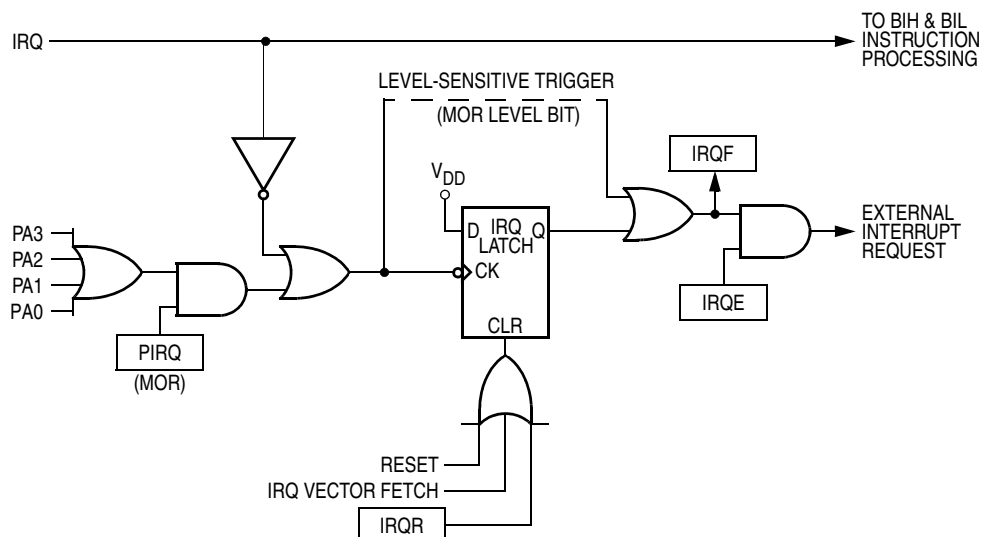 TO BIH & BIL
INSTRUCTION
PROCESSING
IRQ
LEVEL-SENSITIVE TRIGGER
(MOR LEVEL BIT)
IRQF
VDD
D IRQ Q
LATCH
CK
CLR
EXTERNAL
INTERRUPT
REQUEST
PA3
PA2
PA1
PA0
IRQE
PIRQ
(MOR)
RESET
IRQ VECTOR FETCH
IRQR